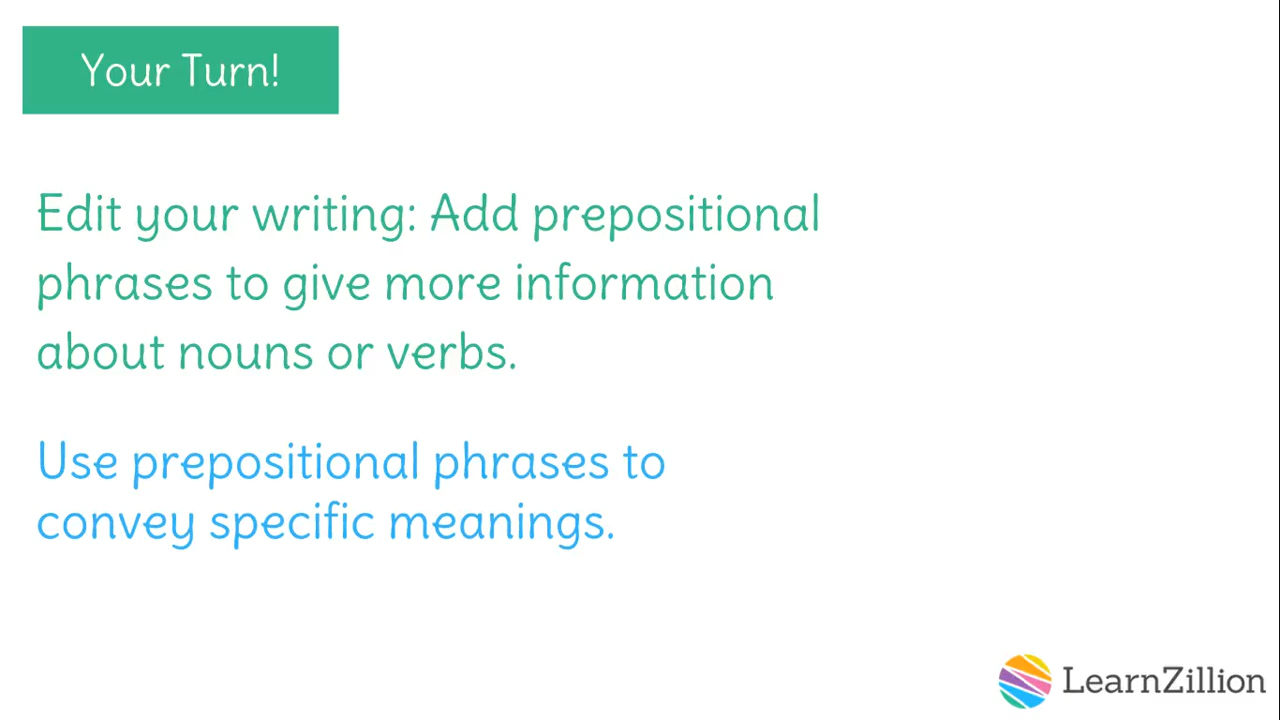 Your Turn!
Edit your writing: Add prepositional
phrases to give more information
about nouns or verbs.
Use prepositional phrases to
convey specific meanings.
LearnZillion